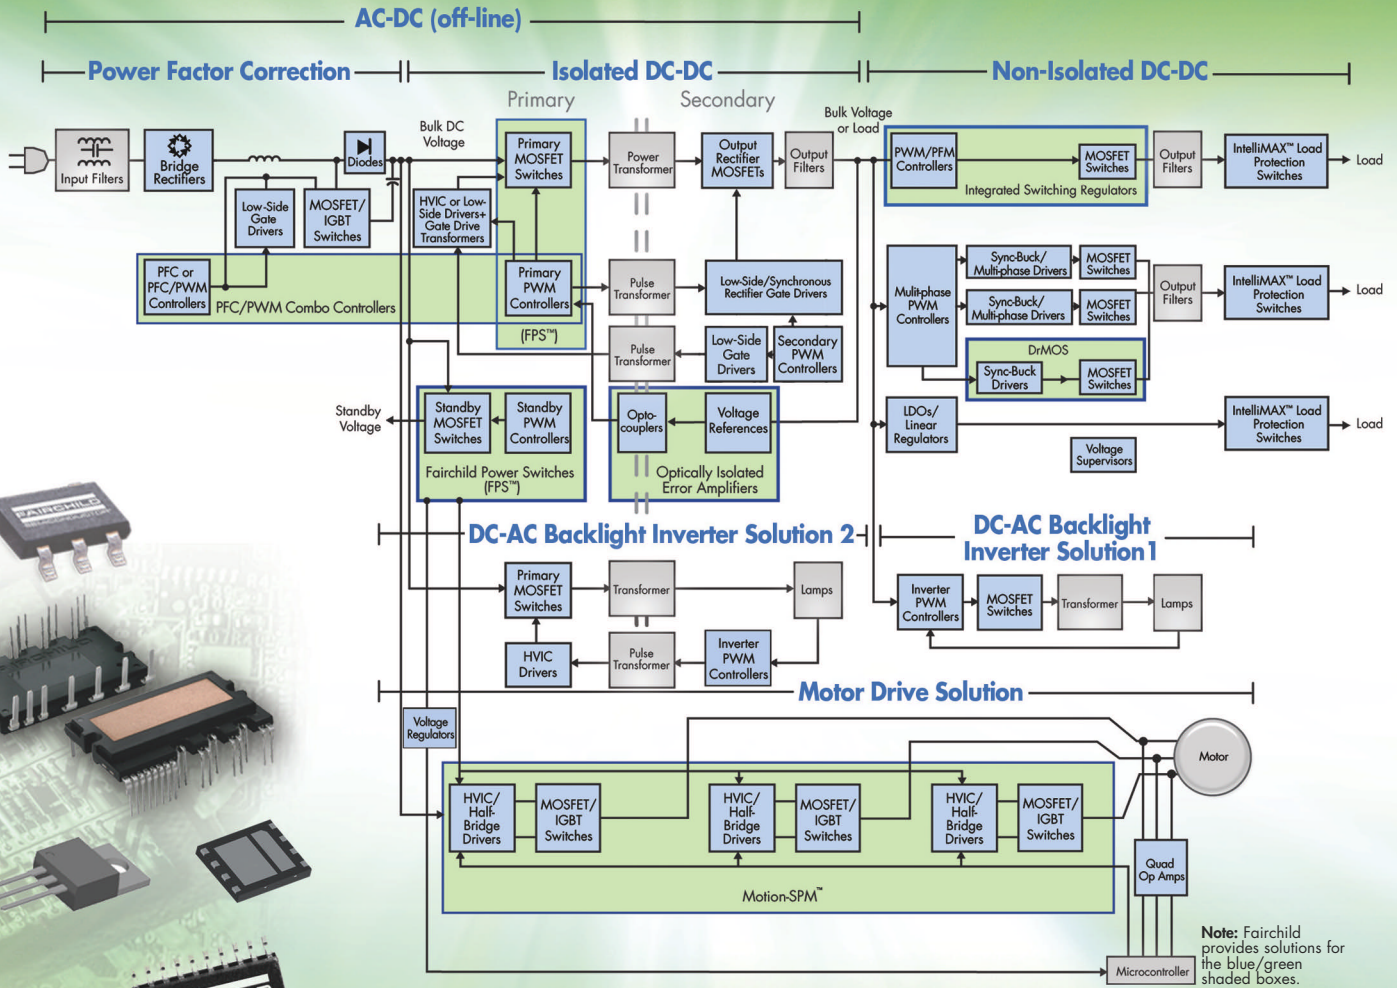 AC-DC (off-line)
Power Factor Correction
Isolated DC-DC
Non-Isolated DC-DC
Primary
Secondary
Input Filters
Bridge
Rectifiers
Diodes
Low-Side
Gate
Drivers
MOSFET/
IGBT
Switches
PFC or
PFC/PWM
Controllers
PFC/PWM Combo Controllers
Bulk DC
Voltage
Primary
MOSFET
Switches
HVIC or Low-
Side Drivers+
Gate Drive
Transformers
Primary
PWM
Controllers
(FPS™)
Power
Transformer
Output
Rectifier
MOSFETs
Output
Filters
Pulse
Transformer
Low-Side/Synchronous
Rectifier Gate Drivers
Pulse
Transformer
Low-Side
Gate
Drivers
Secondary
PWM
Controllers
Standby
Voltage
Standby
MOSFET
Switches
Standby
PWM
Controllers
Fairchild Power Switches
(FPS™)
Opto-
couplers
Voltage
References
Optically Isolated
Error Amplifiers
Bulk Voltage
or Load
PWM/PFM
Controllers
MOSFET
Switches
Integrated Switching Regulators
Output
Filters
IntelliMAX™ Load
Protection
Switches
Load
Mulit-phase
PWM
Controllers
Sync-Buck/
Multi-phase Drivers
MOSFET
Switches
Sync-Buck/
Multi-phase Drivers
MOSFET
Switches
DrMOS
Sync-Buck
Drivers
MOSFET
Switches
Output
Filters
IntelliMAX™ Load
Protection
Switches
Load
LDOs/
Linear
Regulators
Voltage
Supervisors
IntelliMAX™ Load
Protection
Switches
Load
FAIRCHILD
SEMICONDUCTOR
DC-AC Backlight Inverter Solution 2
Primary
MOSFET
Switches
Transformer
Lamps
HVIC
Drivers
Pulse
Transformer
Inverter
PWM
Controllers
DC-AC Backlight
Inverter Solution1
Inverter
PWM
Controllers
MOSFET
Switches
Transformer
Lamps
Motor Drive Solution
Voltage
Regulators
HVIC/
Half-
Bridge
Drivers
MOSFET/
IGBT
Switches
HVIC/
Half-
Bridge
Drivers
MOSFET/
IGBT
Switches
HVIC/
Half-
Bridge
Drivers
MOSFET/
IGBT
Switches
Motion-SPM™
Motor
Quad
Op Amps
Microcontroller
Note: Fairchild
provides solutions for
the blue/green
shaded boxes.